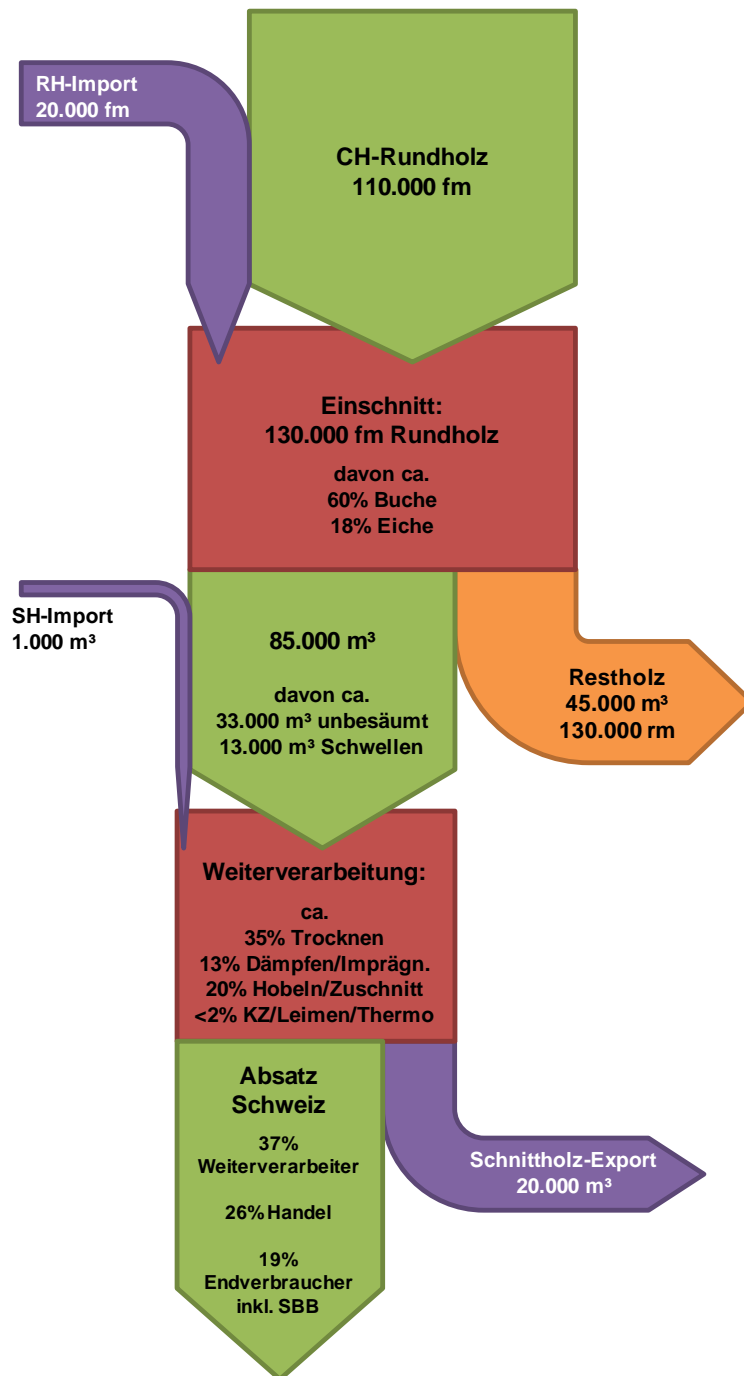 RH-Import
20.000 fm
CH-Rundholz
110.000 fm
Einschnitt:
130.000 fm Rundholz
davon ca.
60% Buche
18% Eiche
SH-Import
1.000 m³
85.000 m³
davon ca.
33.000 m³ unbesäumt
13.000 m³ Schwellen
Restholz
45.000 m³
130.000 rm
Weiterverarbeitung:
ca.
35% Trocknen
13% Dämpfen/Imprägn.
20% Hobeln/Zuschnitt
<2% KZ/Leimen/Thermo
Absatz
Schweiz
37%
Weiterverarbeiter
26% Handel
19%
Endverbraucher
inkl. SBB
Schnittholz-Export
20.000 m³